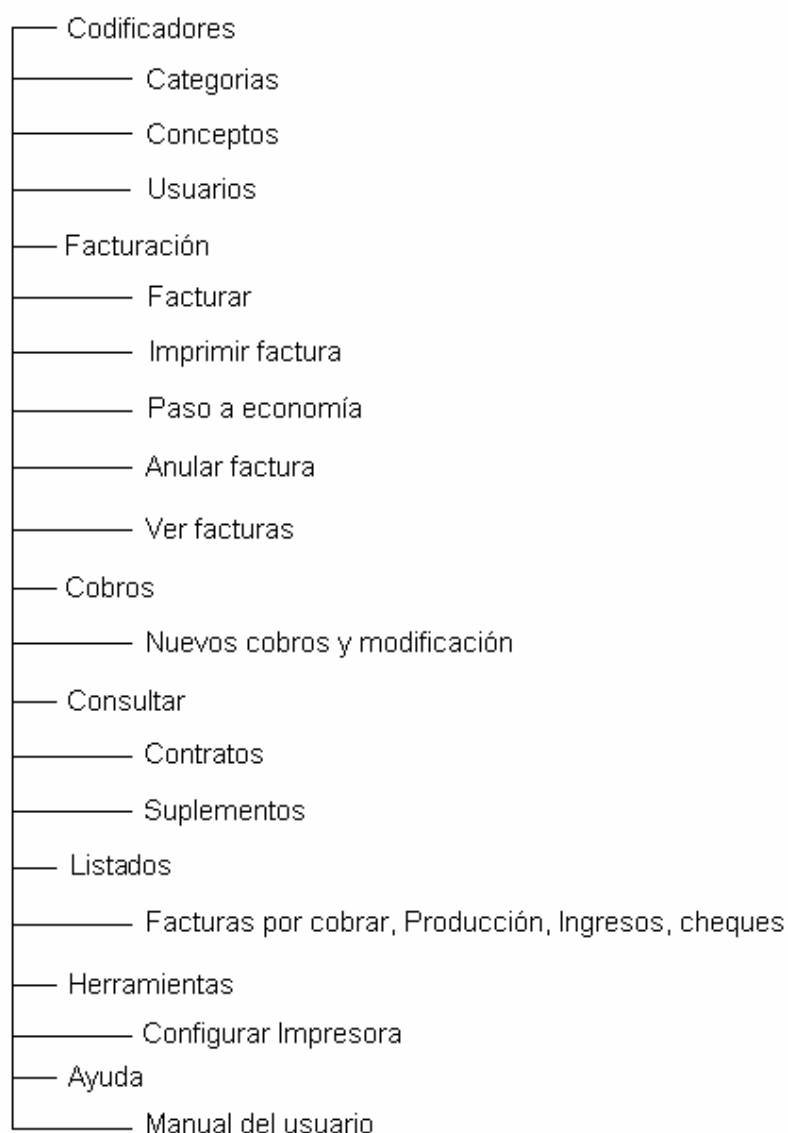 Codificadores
Categorias
Conceptos
Usuarios
Facturación
Facturar
Imprimir factura
Paso a economía
Anular factura
Ver facturas
Cobros
Nuevos cobros y modificación
Consultar
Contratos
Suplementos
Listados
Facturas por cobrar, Producción, Ingresos, cheques
Herramientas
Configurar Impresora
Ayuda
Manual del usuario